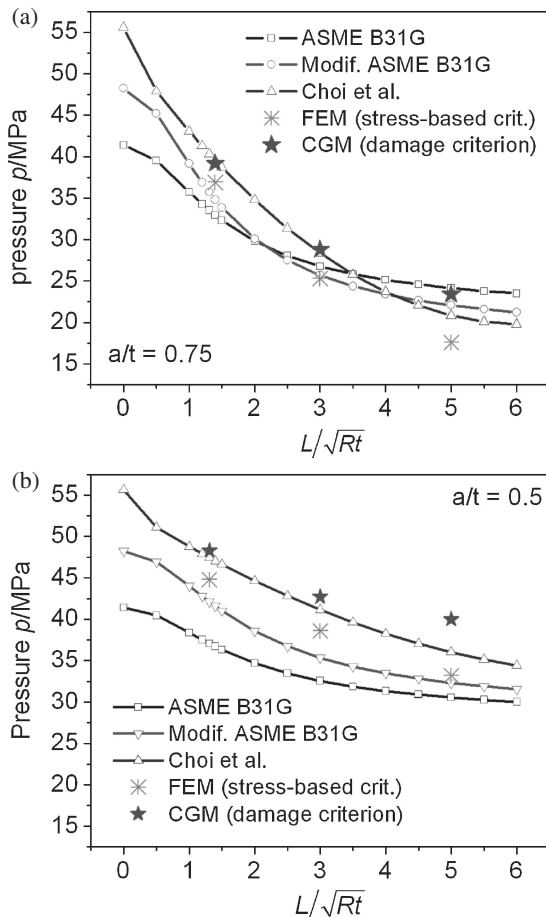 (a)
55
50
45
40
35
30
25
20
15
pressure p/MPa
ASME B31G
Modif. ASME B31G
Choi et al.
FEM (stress-based crit.)
CGM (damage criterion)
a/t = 0.75
0 1 2 3 4 5 6
L/√Rt
(b)
55
50
45
40
35
30
25
20
15
Pressure p/MPa
a/t = 0.5
ASME B31G
Modif. ASME B31G
Choi et al.
FEM (stress-based crit.)
CGM (damage criterion)
0 1 2 3 4 5 6
L/√Rt